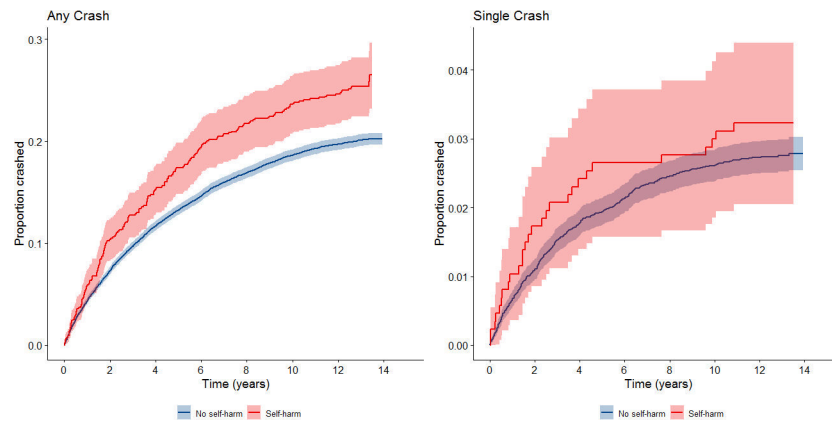 Any Crash
Proportion crashed
0.3
0.2
0.1
0.0
0 2 4 6 8 10 12 14
Time (years)
No self-harm Self-harm
Single Crash
Proportion crashed
0.04
0.03
0.02
0.01
0.00
0 2 4 6 8 10 12 14
Time (years)
No self-harm Self-harm